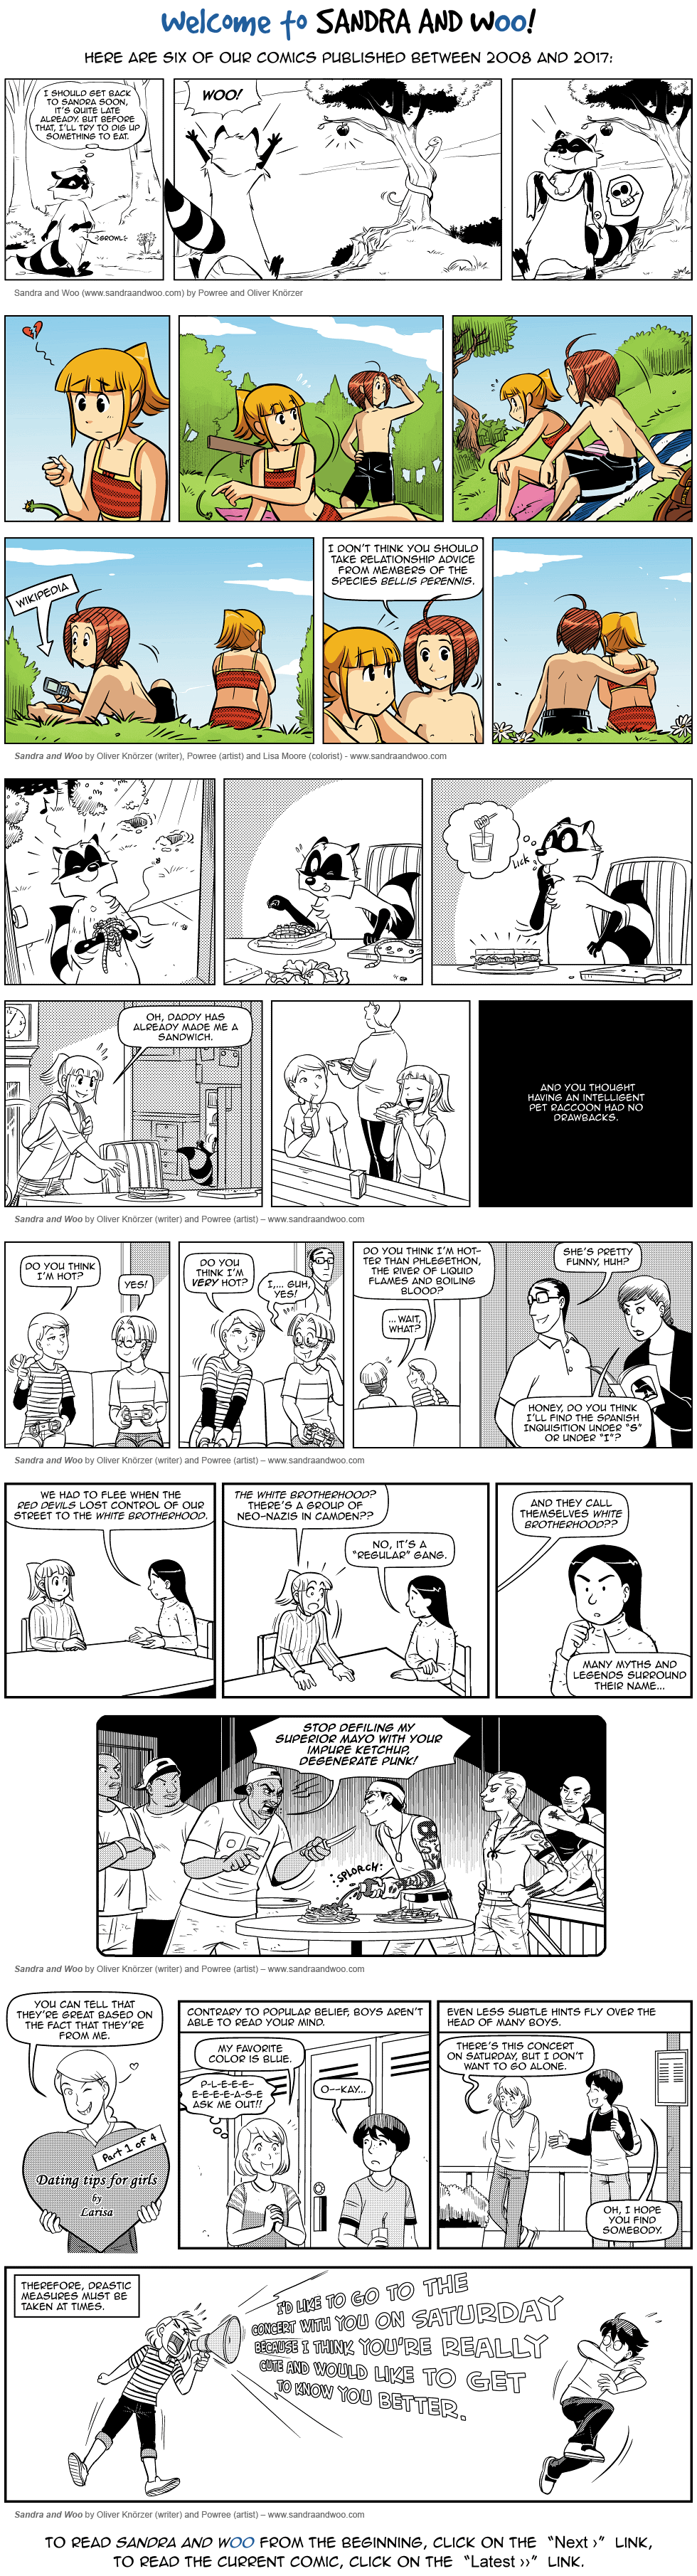 Welcome to SANDRA AND WOO!
HERE ARE SIX OF OUR COMICS PUBLISHED BETWEEN 2008 AND 2017:
I SHOULD GET BACK
TO SANDRA SOON,
IT'S QUITE LATE
ALREADY. BUT BEFORE
THAT, I'LL TRY TO DIG UP
SOMETHING TO EAT.
GROWL
WOO!
Sandra and Woo (www.sandraandwoo.com) by Powree and Oliver Knörzer
WIKIPEDIA
I DON'T THINK YOU SHOULD
TAKE RELATIONSHIP ADVICE
FROM MEMBERS OF THE
SPECIES BELLIS PERENNIS.
Sandra and Woo by Oliver Knörzer (writer), Powree (artist) and Lisa Moore (colorist) - www.sandraandwoo.com
LICK
OH, DADDY HAS
ALREADY MADE ME A
SANDWICH.
AND YOU THOUGHT
HAVING AN INTELLIGENT
PET RACCOON HAD NO
DRAWBACKS.
Sandra and Woo by Oliver Knörzer (writer) and Powree (artist) – www.sandraandwoo.com
DO YOU THINK
I'M HOT?
YES!
DO YOU
THINK I'M
VERY HOT?
I,... GUH,
YES!
DO YOU THINK I'M HOT-
TER THAN PHLEGETHON,
THE RIVER OF LIQUID
FLAMES AND BOILING
BLOOD?
...WAIT,
WHAT?
SHE'S PRETTY
FUNNY, HUH?
HONEY, DO YOU THINK
I'LL FIND THE SPANISH
INQUISITION UNDER "S"
OR UNDER "I"?
Sandra and Woo by Oliver Knörzer (writer) and Powree (artist) – www.sandraandwoo.com
WE HAD TO FLEE WHEN THE
RED DEVILS LOST CONTROL OF OUR
STREET TO THE WHITE BROTHERHOOD.
THE WHITE BROTHERHOOD?
THERE'S A GROUP OF
NEO-NAZIS IN CAMDEN??
NO, IT'S A
"REGULAR" GANG.
AND THEY CALL
THEMSELVES WHITE
BROTHERHOOD??
MANY MYTHS AND
LEGENDS SURROUND
THEIR NAME...
STOP DEFILING MY
SUPERIOR MAYO WITH YOUR
IMPURE KETCHUP,
DEGENERATE PUNK!
SPLORCH
Sandra and Woo by Oliver Knörzer (writer) and Powree (artist) – www.sandraandwoo.com
YOU CAN TELL THAT
THEY'RE GREAT BASED ON
THE FACT THAT THEY'RE
FROM ME.
Part 1 of 4
Dating tips for girls
by
Larisa
CONTRARY TO POPULAR BELIEF, BOYS AREN'T
ABLE TO READ YOUR MIND.
MY FAVORITE
COLOR IS BLUE.
P-L-E-E-E-
E-E-E-E-A-S-E
ASK ME OUT!!
O--KAY...
EVEN LESS SUBTLE HINTS FLY OVER THE
HEAD OF MANY BOYS.
THERE'S THIS CONCERT
ON SATURDAY, BUT I DON'T
WANT TO GO ALONE.
OH, I HOPE
YOU FIND
SOMEBODY.
THEREFORE, DRASTIC
MEASURES MUST BE
TAKEN AT TIMES.
I'D LIKE TO GO TO THE
CONCERT WITH YOU ON SATURDAY
BECAUSE I THINK YOU'RE REALLY
CUTE AND WOULD LIKE TO GET
TO KNOW YOU BETTER.
Sandra and Woo by Oliver Knörzer (writer) and Powree (artist) – www.sandraandwoo.com
TO READ SANDRA AND WOO FROM THE BEGINNING, CLICK ON THE "Next ›" LINK,
TO READ THE CURRENT COMIC, CLICK ON THE "Latest ››" LINK.